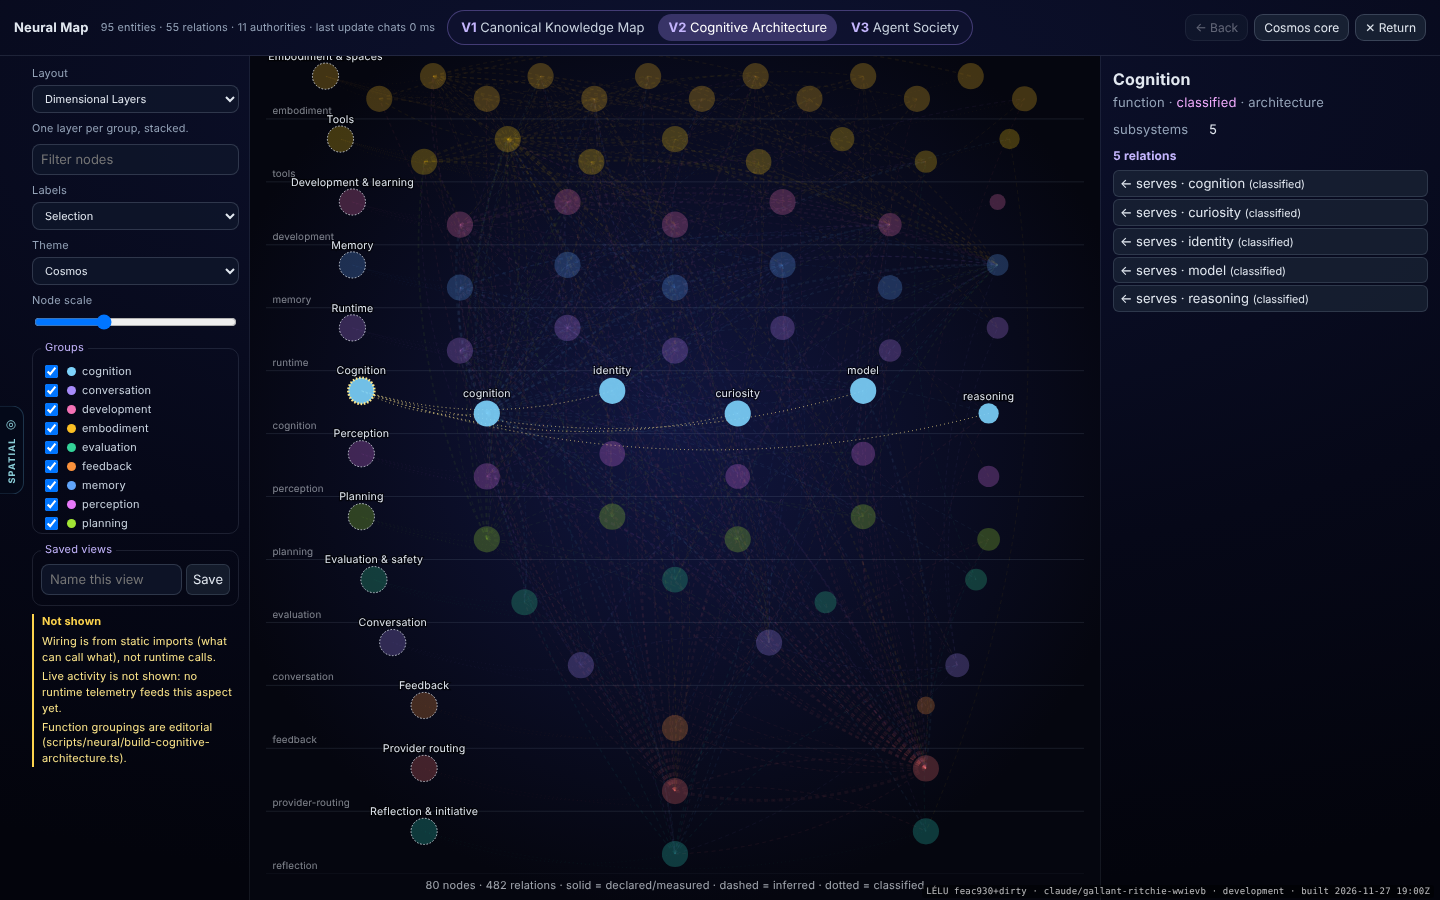 Neural Map
95 entities · 55 relations · 11 authorities · last update chats 0 ms
V1 Canonical Knowledge Map
V2 Cognitive Architecture
V3 Agent Society
← Back
Cosmos core
✕ Return
Layout
Dimensional Layers
One layer per group, stacked.
Filter nodes
Labels
Selection
Theme
Cosmos
Node scale
Groups
cognition
conversation
development
embodiment
evaluation
feedback
memory
perception
planning
SPATIAL
Saved views
Name this view
Save
Not shown
Wiring is from static imports (what
can call what), not runtime calls.
Live activity is not shown: no
runtime telemetry feeds this aspect
yet.
Function groupings are editorial
(scripts/neural/build-cognitive-
architecture.ts).
Embodiment & spaces
embodiment
Tools
tools
Development & learning
development
Memory
memory
Runtime
runtime
Cognition
cognition
identity
curiosity
model
reasoning
cognition
Perception
perception
Planning
planning
Evaluation & safety
evaluation
Conversation
conversation
Feedback
feedback
Provider routing
provider-routing
Reflection & initiative
reflection
80 nodes · 482 relations · solid = declared/measured · dashed = inferred · dotted = classified
Cognition
function · classified · architecture
subsystems 5
5 relations
← serves · cognition (classified)
← serves · curiosity (classified)
← serves · identity (classified)
← serves · model (classified)
← serves · reasoning (classified)
LÉLU feac930+dirty · claude/gallant-ritchie-wwievb · development · built 2026-11-27 19:00Z